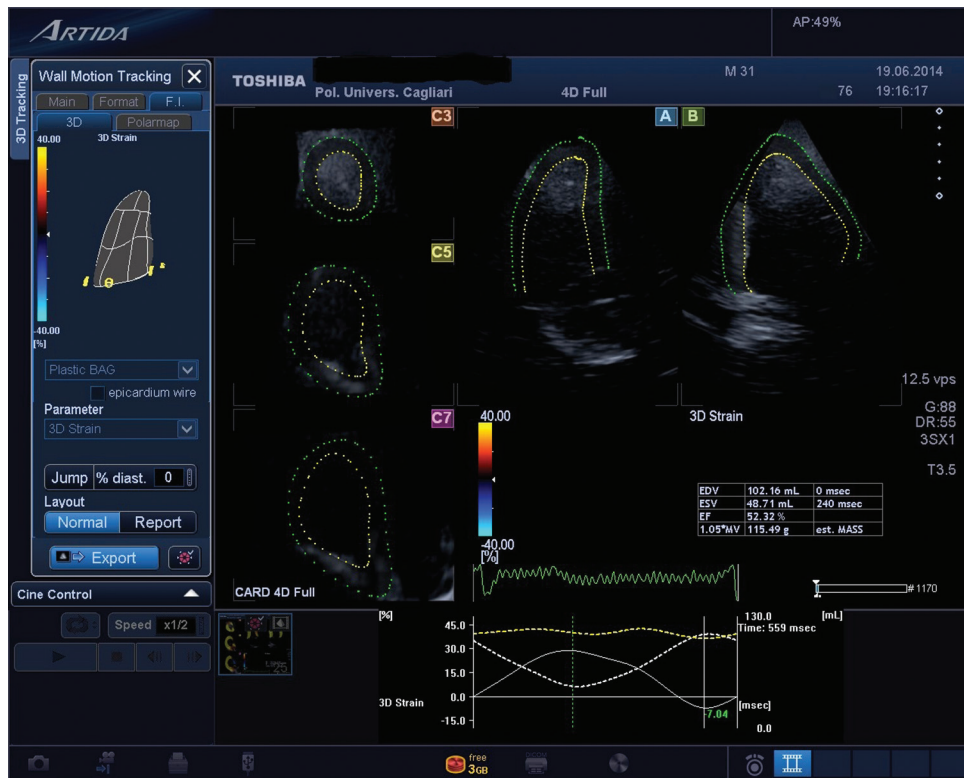 ARTIDA
AP:49%
3D Tracking
Wall Motion Tracking
Main Format F.I.
3D Polarmap
40.00
3D Strain
-40.00
[%]
Plastic BAG
epicardium wire
Parameter
3D Strain
Jump % diast. 0
Layout
Normal Report
Export
Cine Control
Speed x1/2
TOSHIBA
Pol. Univers. Cagliari
4D Full
M 31
76
19.06.2014
19:16:17
C3
A
B
C5
C7
CARD 4D Full
40.00
-40.00
[%]
3D Strain
12.5 vps
G:88
DR:55
3SX1
T3.5
EDV 102.16 mL 0 msec
ESV 48.71 mL 240 msec
EF 52.32 %
1.05*MV 115.49 g est. MASS
#1170
[%]
130.0 [mL]
Time: 559 msec
45.0
30.0
15.0
0.0
-15.0
3D Strain
-7.04
[msec]
0.0
free
3GB